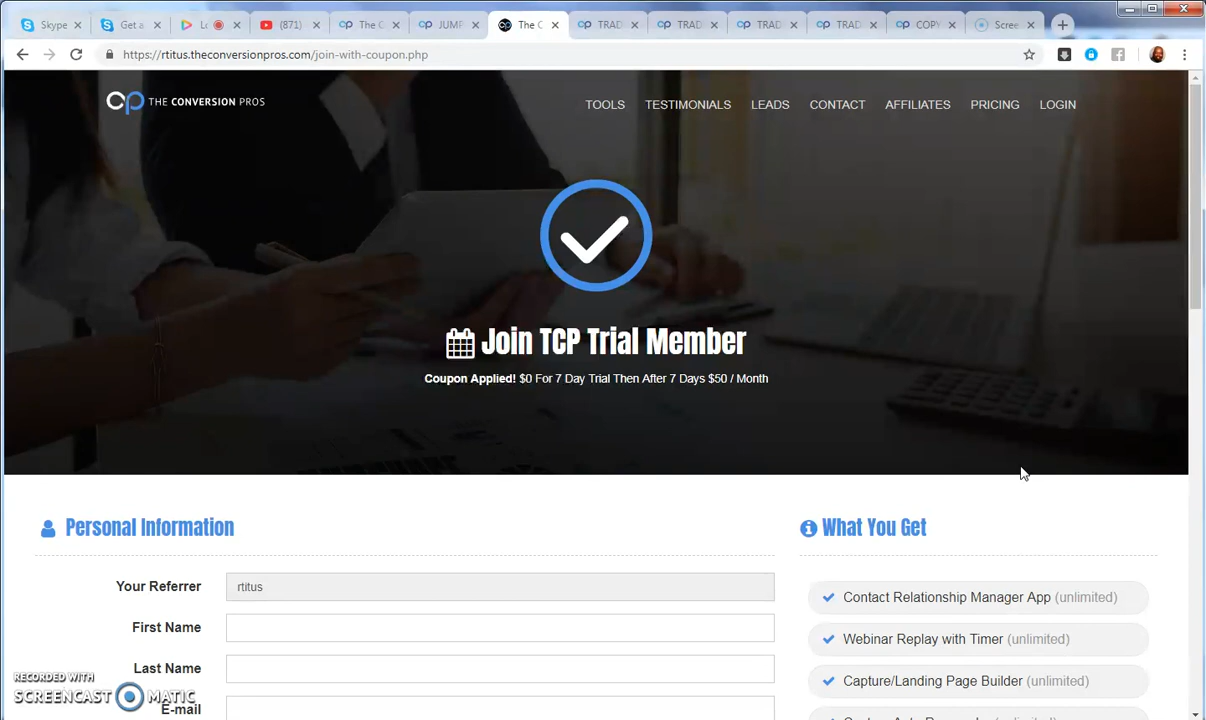 Skype
Get a
(871)
The C
JUMP
The C
TRAD
TRAD
TRAD
TRAD
COPY
Scree
https://rtitus.theconversionpros.com/join-with-coupon.php
cp THE CONVERSION PROS
TOOLS TESTIMONIALS LEADS CONTACT AFFILIATES PRICING LOGIN
Join TCP Trial Member
Coupon Applied! $0 For 7 Day Trial Then After 7 Days $50 / Month
Personal Information
Your Referrer rtitus
First Name
Last Name
E-mail
What You Get
Contact Relationship Manager App (unlimited)
Webinar Replay with Timer (unlimited)
Capture/Landing Page Builder (unlimited)
RECORDED WITH
SCREENCAST MATIC